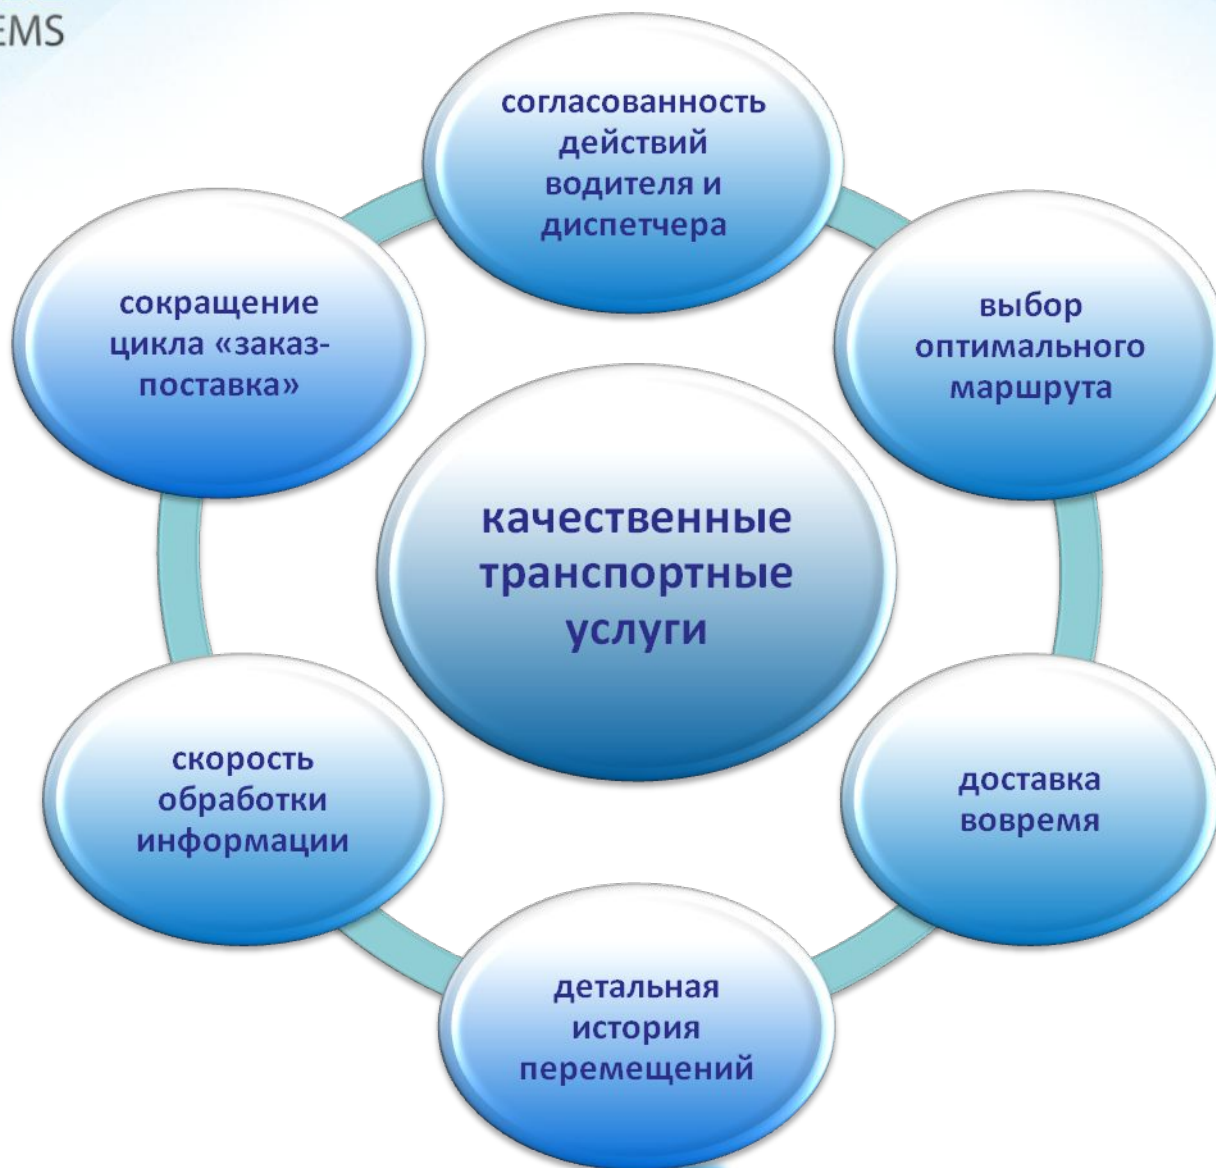 EMS
согласованность
действий
водителя и
диспетчера
выбор
оптимального
маршрута
доставка
вовремя
детальная
история
перемещений
скорость
обработки
информации
сокращение
цикла «заказ-
поставка»
качественные
транспортные
услуги